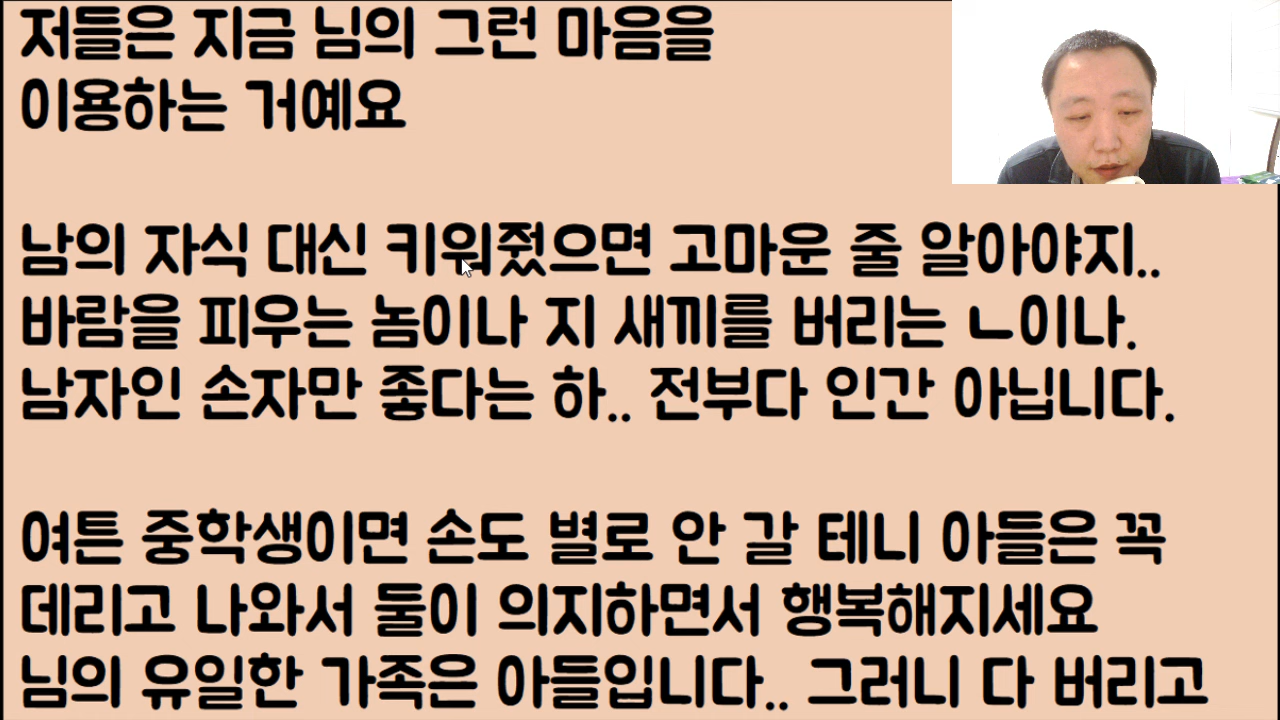 저들은 지금 님의 그런 마음을
이용하는 거예요
남의 자식 대신 키워줬으면 고마운 줄 알아야지..
바람을 피우는 놈이나 지 새끼를 버리는 ㄴ이나.
남자인 손자만 좋다는 하.. 전부다 인간 아닙니다.
여튼 중학생이면 손도 별로 안 갈 테니 아들은 꼭
데리고 나와서 둘이 의지하면서 행복해지세요
님의 유일한 가족은 아들입니다.. 그러니 다 버리고